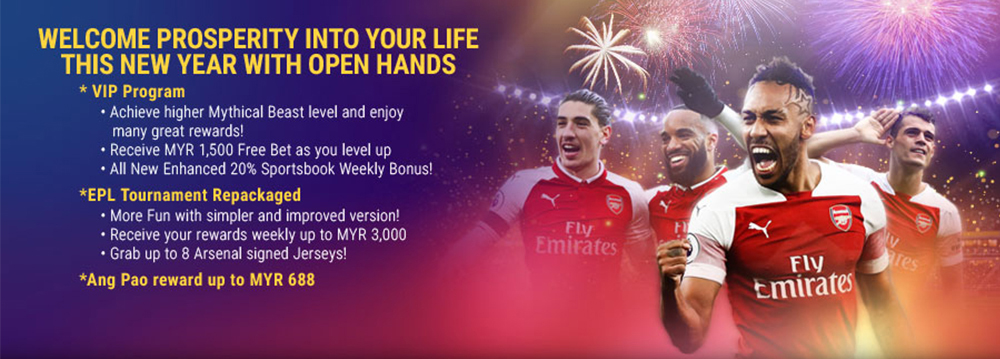 WELCOME PROSPERITY INTO YOUR LIFE
THIS NEW YEAR WITH OPEN HANDS
* VIP Program
• Achieve higher Mythical Beast level and enjoy
many great rewards!
• Receive MYR 1,500 Free Bet as you level up
• All New Enhanced 20% Sportsbook Weekly Bonus!
*EPL Tournament Repackaged
• More Fun with simpler and improved version!
• Receive your rewards weekly up to MYR 3,000
• Grab up to 8 Arsenal signed Jerseys!
*Ang Pao reward up to MYR 688
Fly
Emirates
Fly
Fly
Emirates
Arsenal
Arsenal